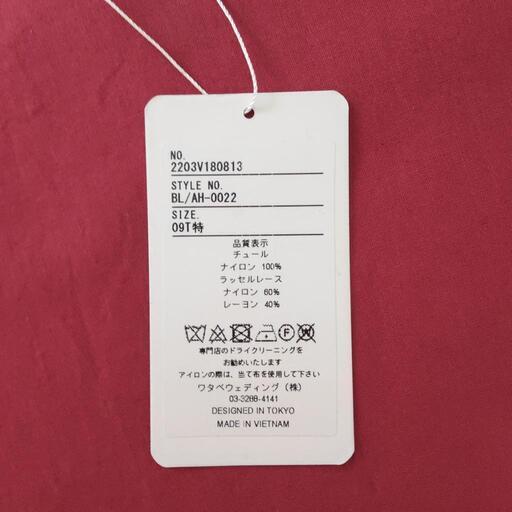 NO.
2203V180813
STYLE NO.
BL/AH-0022
SIZE.
09T特
品質表示
チュール
ナイロン 100%
ラッセルレース
ナイロン 60%
レーヨン 40%
専門店のドライクリーニングを
お勧めいたします
アイロンの際は、当て布を使用して下さい
ワタベウェディング(株)
03-3288-4141
DESIGNED IN TOKYO
MADE IN VIETNAM